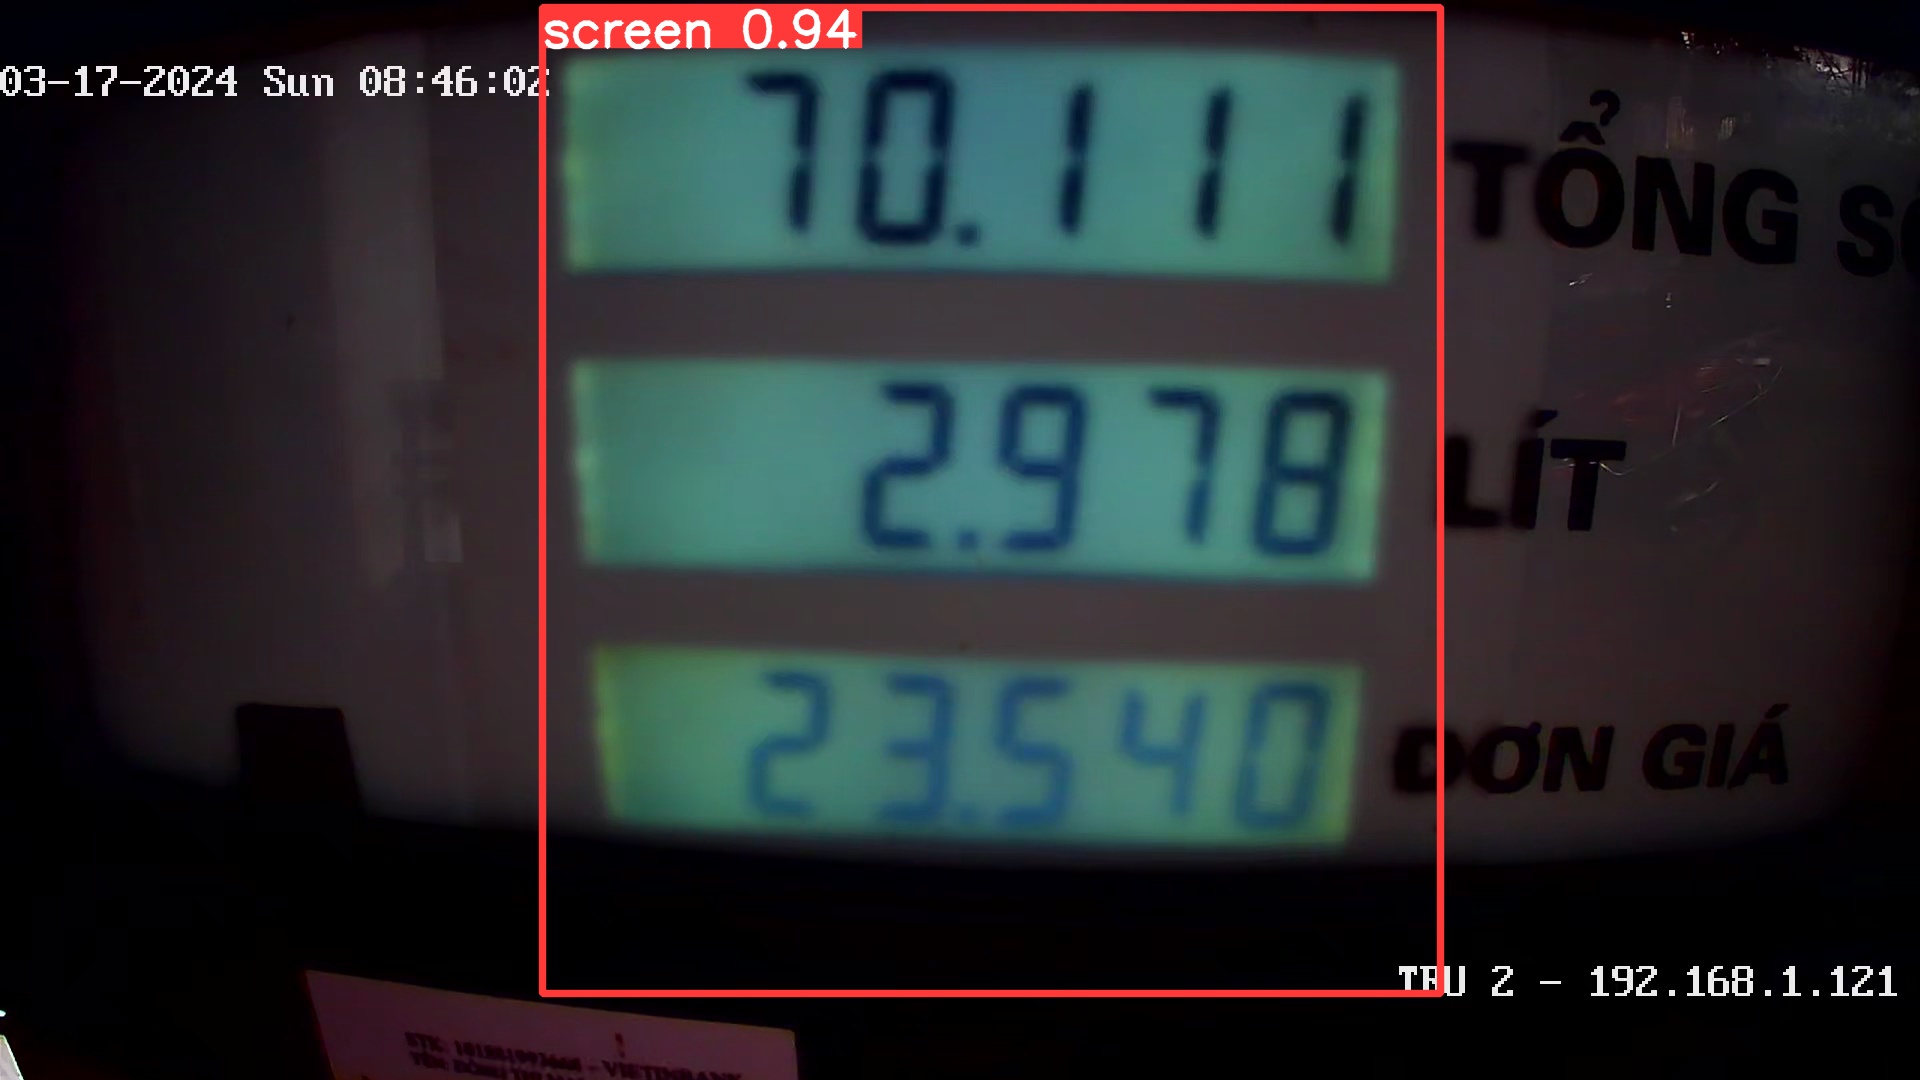 screen 0.94
03-17-2024 Sun 08:46:02
70.111
TỔNG SỐ
2.978
LÍT
23.540
ĐƠN GIÁ
TRU 2 - 192.168.1.121
VIETINBANK